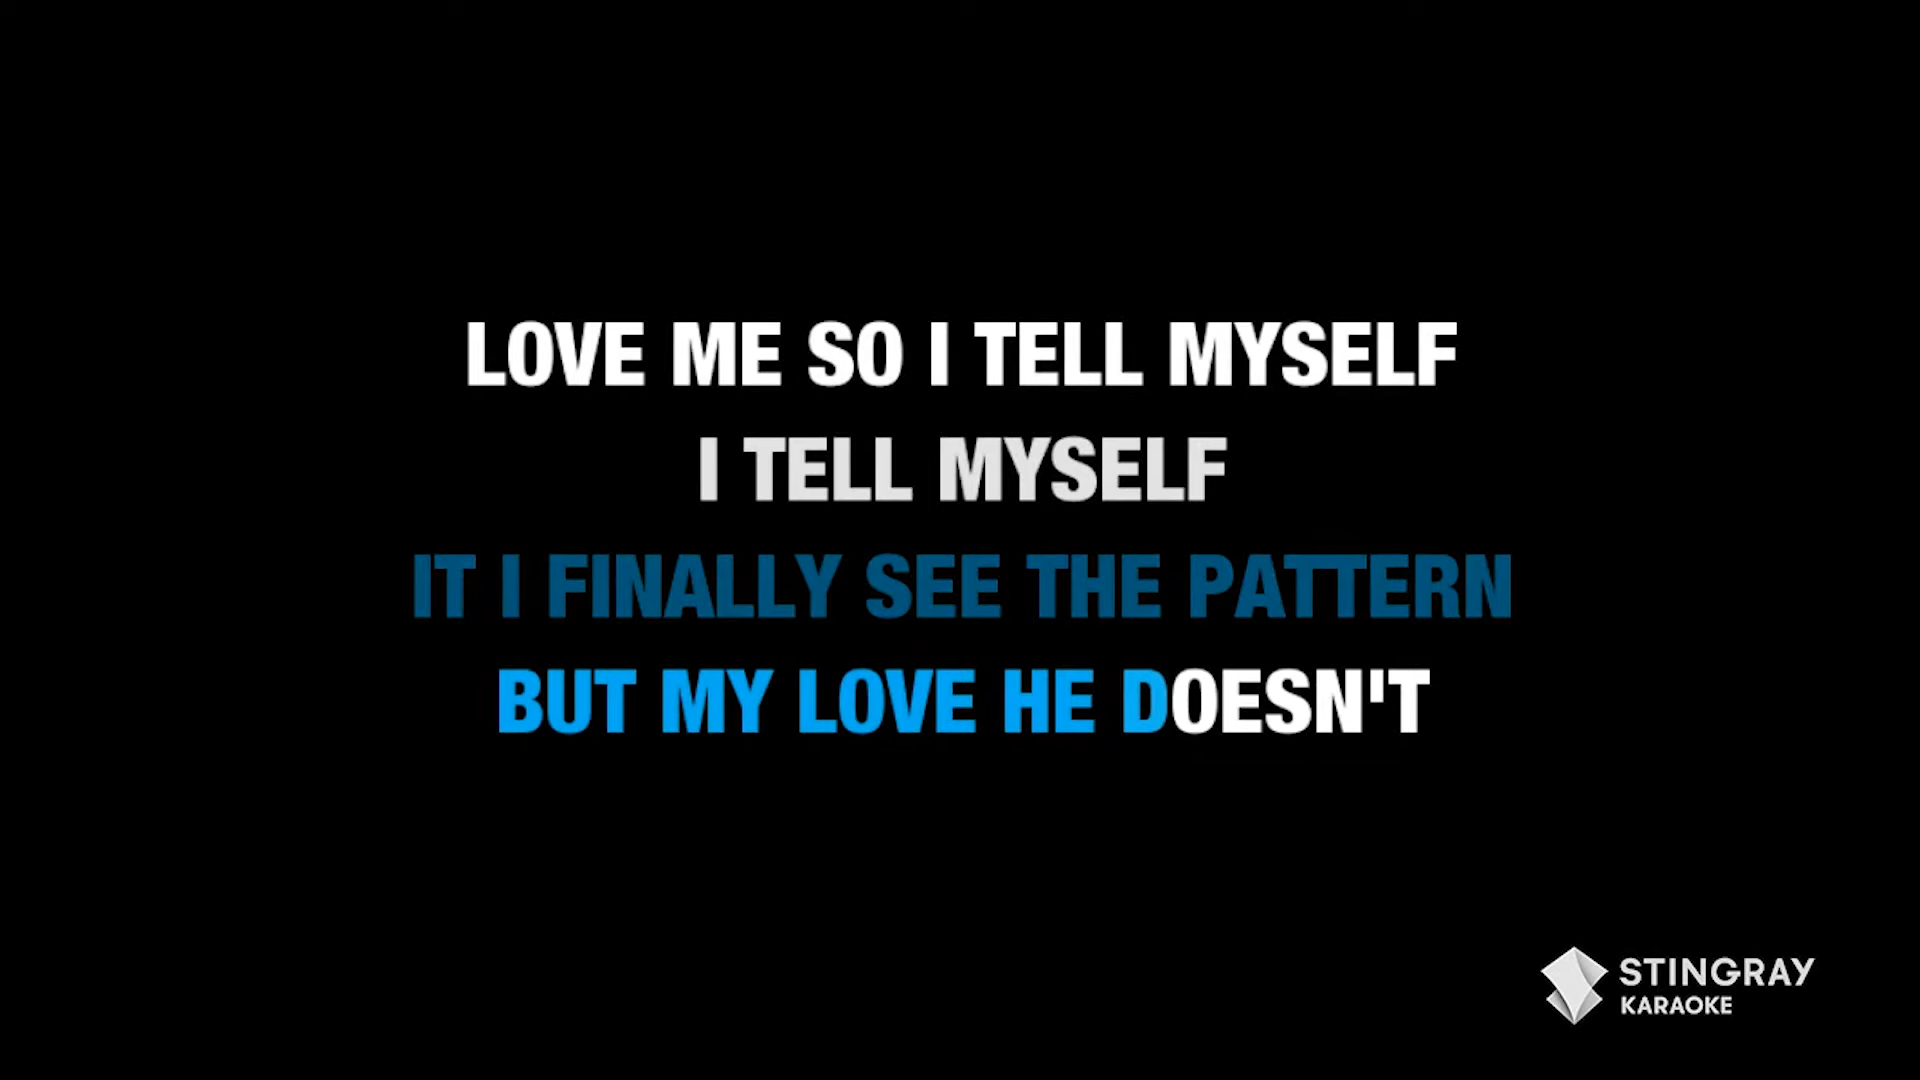 LOVE ME SO I TELL MYSELF
I TELL MYSELF
IT I FINALLY SEE THE PATTERN
BUT MY LOVE HE DOESN'T
STINGRAY
KARAOKE